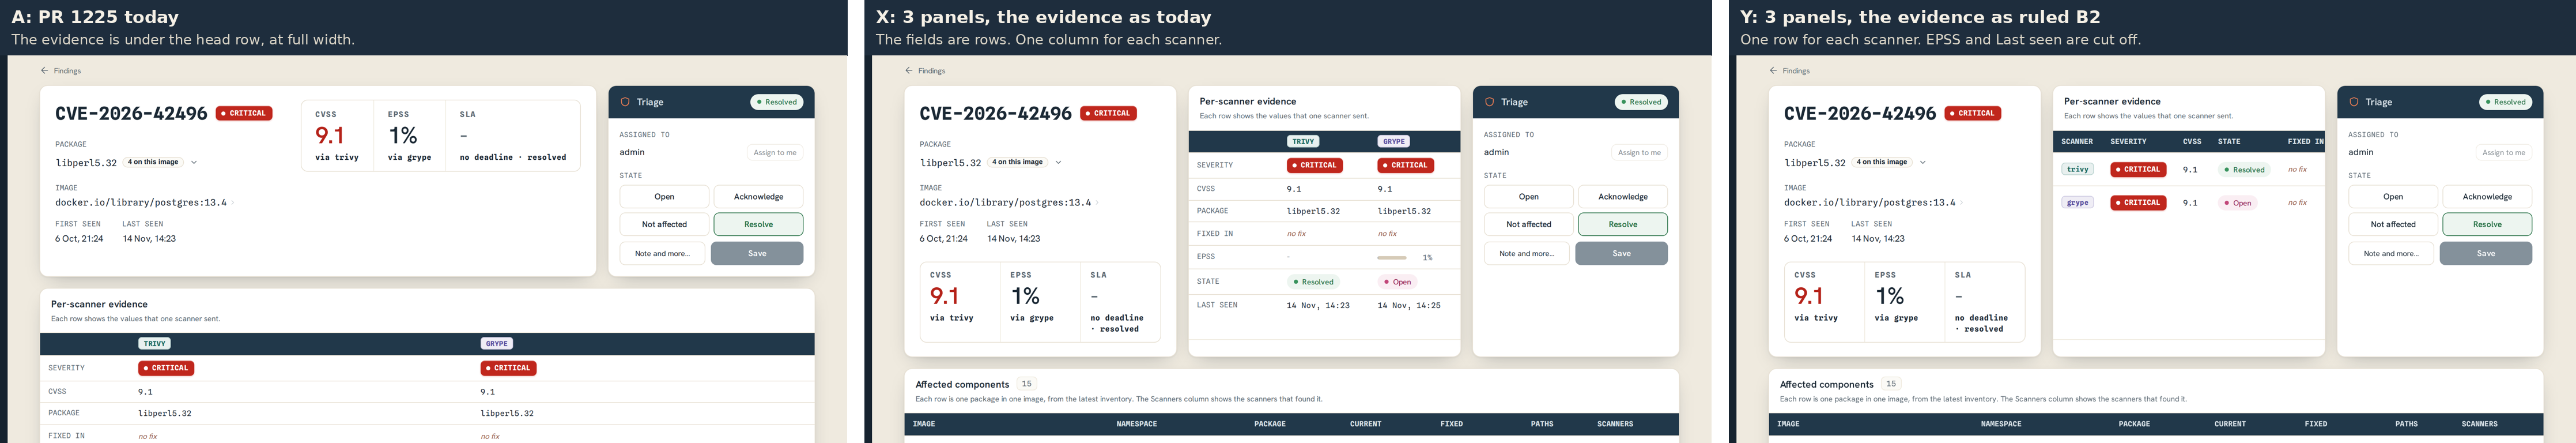 A: PR 1225 today
The evidence is under the head row, at full width.
← Findings
CVE-2026-42496 CRITICAL
PACKAGE
libperl5.32 4 on this image
IMAGE
docker.io/library/postgres:13.4
FIRST SEEN LAST SEEN
6 Oct, 21:24 14 Nov, 14:23
CVSS EPSS SLA
9.1 1% –
via trivy via grype no deadline · resolved
Triage Resolved
ASSIGNED TO
admin Assign to me
STATE
Open Acknowledge
Not affected Resolve
Note and more... Save
Per-scanner evidence
Each row shows the values that one scanner sent.
TRIVY GRYPE
SEVERITY CRITICAL CRITICAL
CVSS 9.1 9.1
PACKAGE libperl5.32 libperl5.32
FIXED IN no fix no fix
X: 3 panels, the evidence as today
The fields are rows. One column for each scanner.
← Findings
CVE-2026-42496 CRITICAL
PACKAGE
libperl5.32 4 on this image
IMAGE
docker.io/library/postgres:13.4
FIRST SEEN LAST SEEN
6 Oct, 21:24 14 Nov, 14:23
CVSS EPSS SLA
9.1 1% –
via trivy via grype no deadline
· resolved
Per-scanner evidence
Each row shows the values that one scanner sent.
TRIVY GRYPE
SEVERITY CRITICAL CRITICAL
CVSS 9.1 9.1
PACKAGE libperl5.32 libperl5.32
FIXED IN no fix no fix
EPSS - 1%
STATE Resolved Open
LAST SEEN 14 Nov, 14:23 14 Nov, 14:25
Triage Resolved
ASSIGNED TO
admin Assign to me
STATE
Open Acknowledge
Not affected Resolve
Note and more... Save
Affected components 15
Each row is one package in one image, from the latest inventory. The Scanners column shows the scanners that found it.
IMAGE NAMESPACE PACKAGE CURRENT FIXED PATHS SCANNERS
Y: 3 panels, the evidence as ruled B2
One row for each scanner. EPSS and Last seen are cut off.
← Findings
CVE-2026-42496 CRITICAL
PACKAGE
libperl5.32 4 on this image
IMAGE
docker.io/library/postgres:13.4
FIRST SEEN LAST SEEN
6 Oct, 21:24 14 Nov, 14:23
CVSS EPSS SLA
9.1 1% –
via trivy via grype no deadline
· resolved
Per-scanner evidence
Each row shows the values that one scanner sent.
SCANNER SEVERITY CVSS STATE FIXED IN
trivy CRITICAL 9.1 Resolved no fix
grype CRITICAL 9.1 Open no fix
Triage Resolved
ASSIGNED TO
admin Assign to me
STATE
Open Acknowledge
Not affected Resolve
Note and more... Save
Affected components 15
Each row is one package in one image, from the latest inventory. The Scanners column shows the scanners that found it.
IMAGE NAMESPACE PACKAGE CURRENT FIXED PATHS SCANNERS